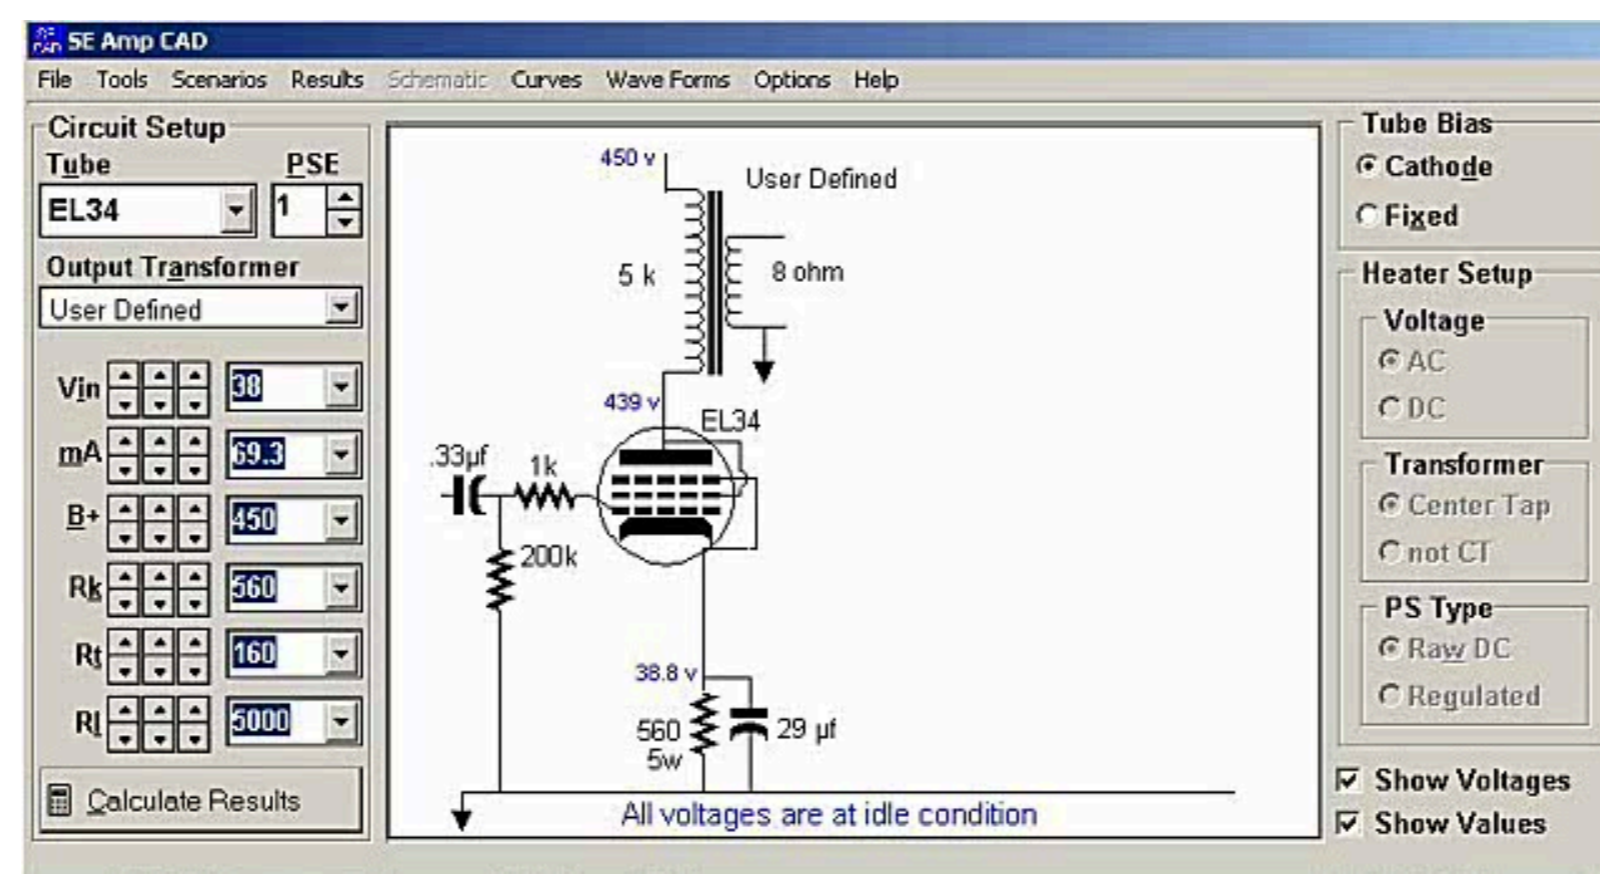 SE Amp CAD
File Tools Scenarios Results Schematic Curves Wave Forms Options Help
Circuit Setup
Tube PSE
EL34 1
Output Transformer
User Defined
Vin 38
mA 69.3
B+ 450
Rk 560
Rt 160
Rl 5000
Calculate Results
450 v
User Defined
5 k
8 ohm
439 v
EL34
.33µf
1k
200k
38.8 v
560
5w
29 µf
All voltages are at idle condition
Tube Bias
Cathode
Fixed
Heater Setup
Voltage
AC
DC
Transformer
Center Tap
not CT
PS Type
Raw DC
Regulated
Show Voltages
Show Values